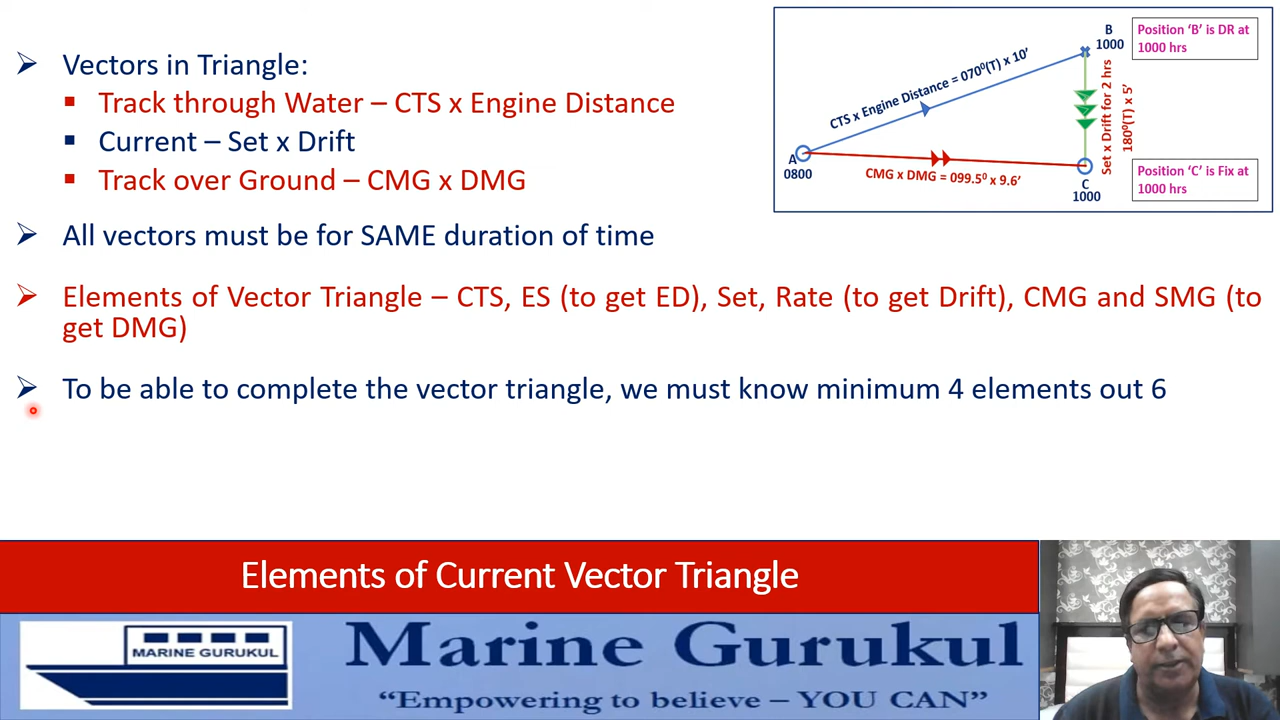 Vectors in Triangle:
Track through Water – CTS x Engine Distance
Current – Set x Drift
Track over Ground – CMG x DMG
All vectors must be for SAME duration of time
Elements of Vector Triangle – CTS, ES (to get ED), Set, Rate (to get Drift), CMG and SMG (to
get DMG)
To be able to complete the vector triangle, we must know minimum 4 elements out 6
CTS x Engine Distance = 070⁰(T) x 10’
B
1000
Position ‘B’ is DR at
1000 hrs
Set x Drift for 2 hrs
180⁰(T) x 5’
A
0800
CMG x DMG = 099.5⁰ x 9.6’
C
1000
Position ‘C’ is Fix at
1000 hrs
Elements of Current Vector Triangle
MARINE GURUKUL
Marine Gurukul
“Empowering to believe – YOU CAN”